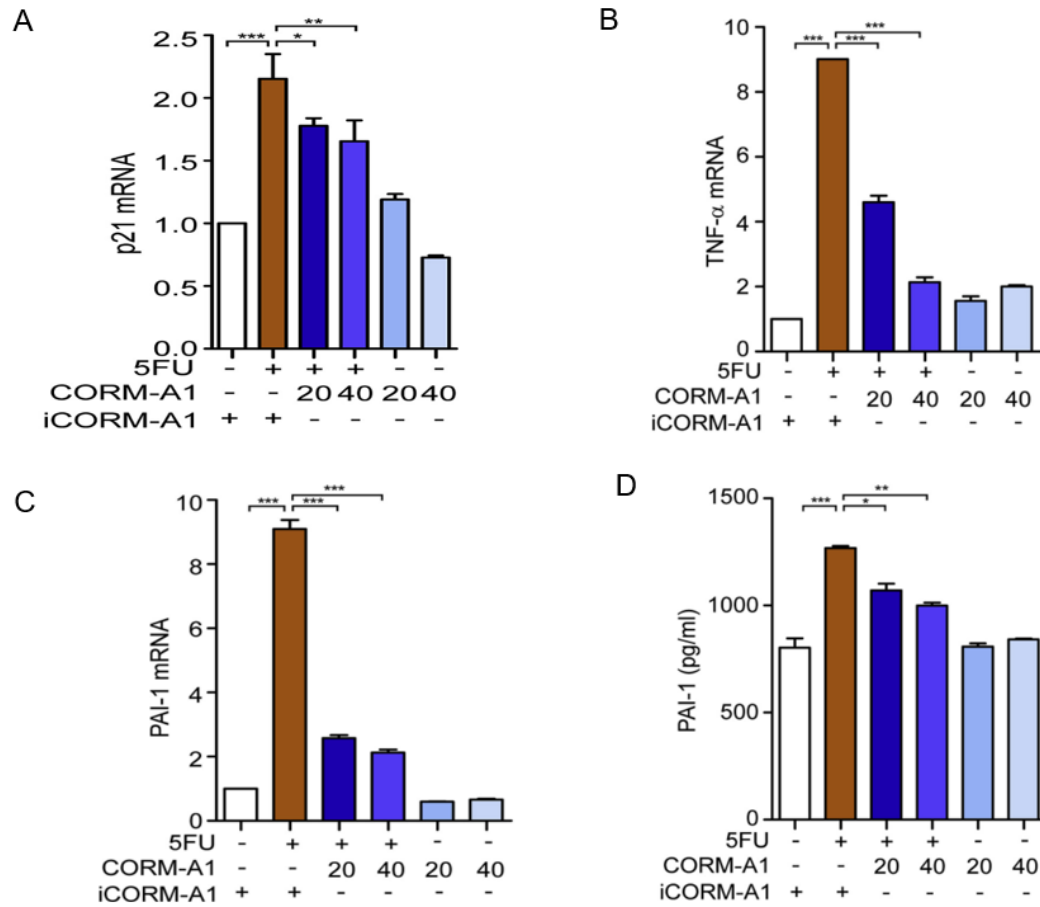 A
*** * **
2.5
2.0
1.5
1.0
0.5
0.0
p21 mRNA
5FU - + + + - -
CORM-A1 - - 20 40 20 40
iCORM-A1 + + - - - -
B
*** *** ***
10
8
6
4
2
0
TNF-α mRNA
5FU - + + + - -
CORM-A1 - - 20 40 20 40
iCORM-A1 + + - - - -
C
*** *** ***
10
8
6
4
2
0
PAI-1 mRNA
5FU - + + + - -
CORM-A1 - - 20 40 20 40
iCORM-A1 + + - - - -
D
*** * **
1500
1000
500
0
PAI-1 (pg/ml)
5FU - + + + - -
CORM-A1 - - 20 40 20 40
iCORM-A1 + + - - - -